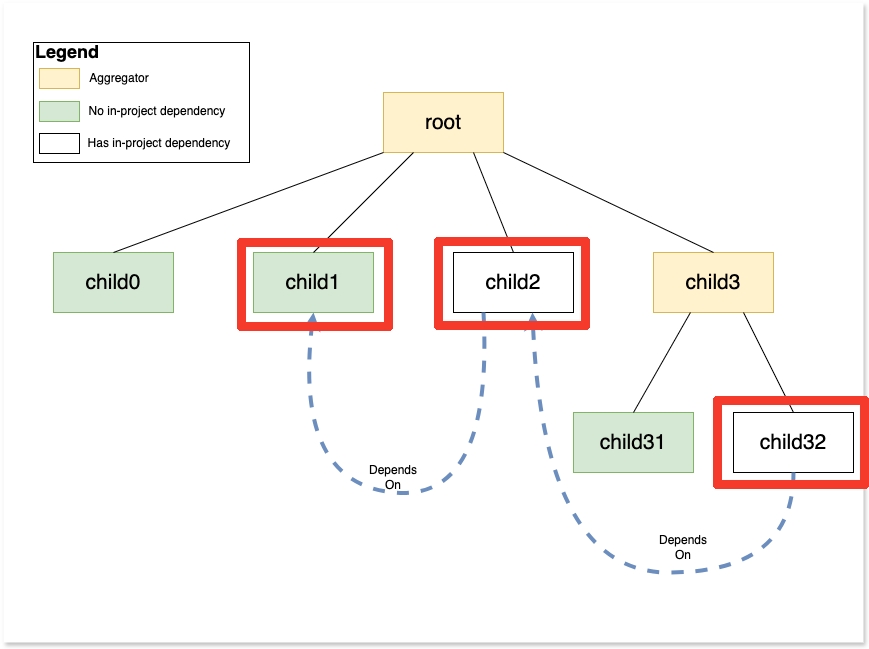 Legend
Aggregator
No in-project dependency
Has in-project dependency
root
child0
child1
child2
child3
child31
child32
Depends
On
Depends
On